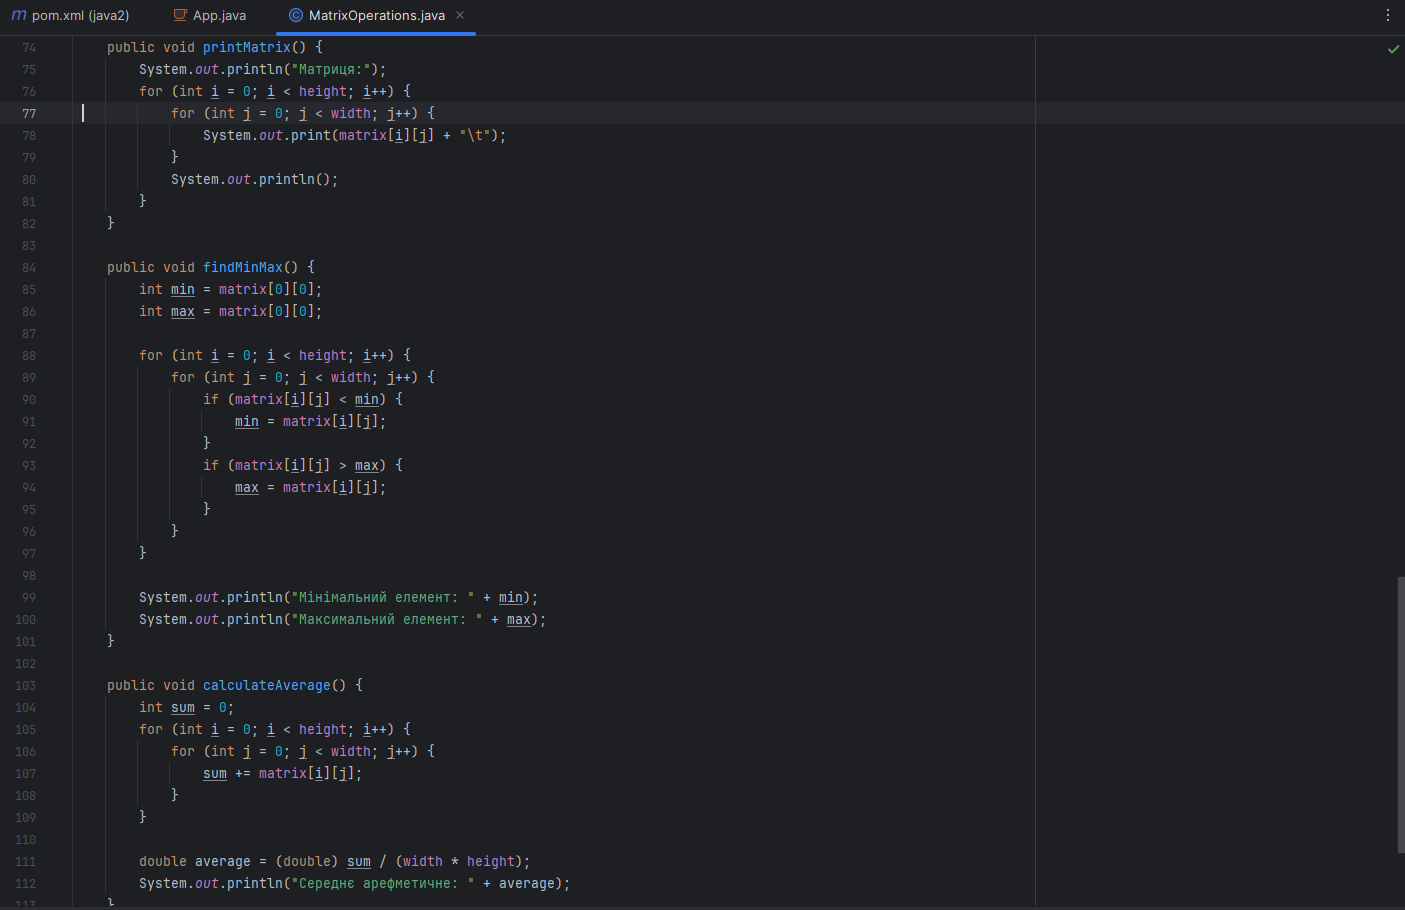 m pom.xml (java2) App.java C MatrixOperations.java ×
74 public void printMatrix() {
75 System.out.println("Матриця:");
76 for (int i = 0; i < height; i++) {
77 for (int j = 0; j < width; j++) {
78 System.out.print(matrix[i][j] + "\t");
79 }
80 System.out.println();
81 }
82 }
83
84 public void findMinMax() {
85 int min = matrix[0][0];
86 int max = matrix[0][0];
87
88 for (int i = 0; i < height; i++) {
89 for (int j = 0; j < width; j++) {
90 if (matrix[i][j] < min) {
91 min = matrix[i][j];
92 }
93 if (matrix[i][j] > max) {
94 max = matrix[i][j];
95 }
96 }
97 }
98
99 System.out.println("Мінімальний елемент: " + min);
100 System.out.println("Максимальний елемент: " + max);
101 }
102
103 public void calculateAverage() {
104 int sum = 0;
105 for (int i = 0; i < height; i++) {
106 for (int j = 0; j < width; j++) {
107 sum += matrix[i][j];
108 }
109 }
110
111 double average = (double) sum / (width * height);
112 System.out.println("Середнє арефметичне: " + average);
113 }